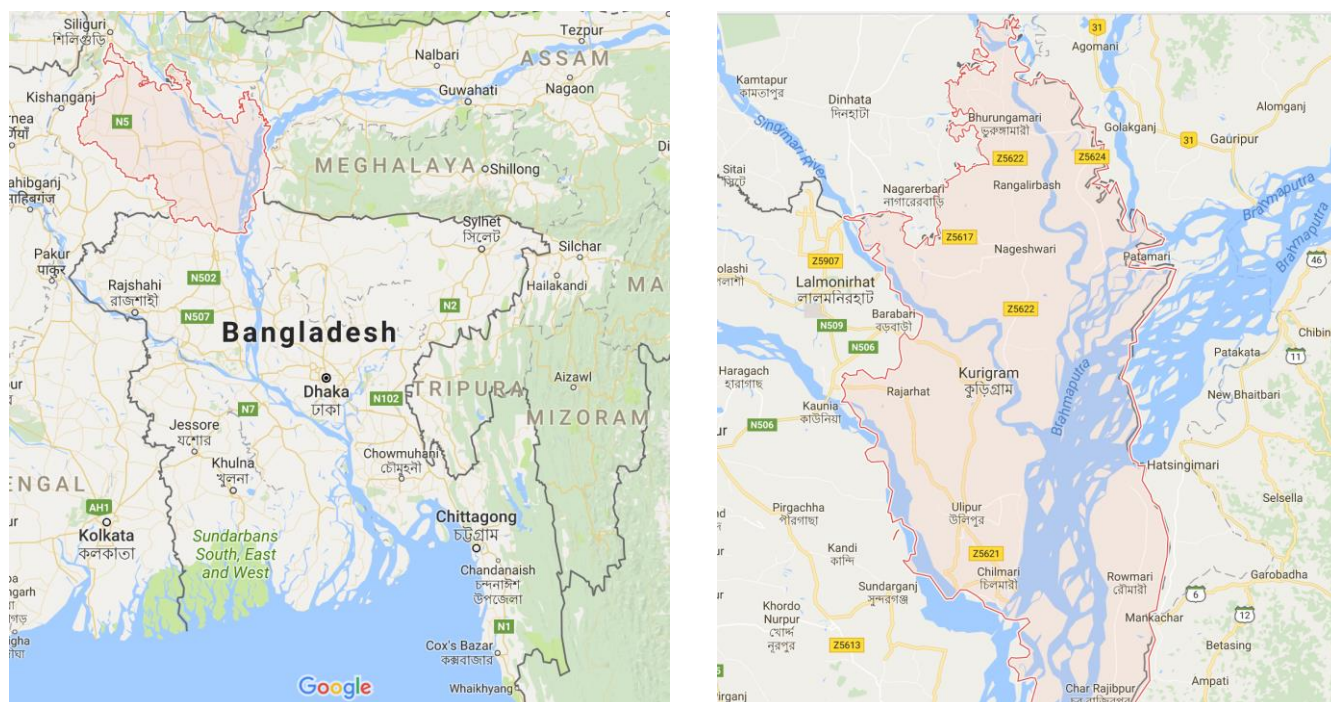 Siliguri
শিলিগুড়ি
Tezpur
ASSAM
Nalbari
Nagaon
Guwahati
Kishanganj
N5
MEGHALAYA
Shillong
Sylhet
সিলেট
Silchar
Pakur
पाकुर
Hailakandi
N502
Rajshahi
রাজশাহী
N2
N507
Bangladesh
Dhaka
ঢাকা
TRIPURA
Aizawl
N7
N102
MIZORAM
Jessore
যশোর
Chowmuhani
চৌমুহনী
Khulna
খুলনা
AH1
Kolkata
কলকাতা
Chittagong
চট্টগ্রাম
Sundarbans
South, East
and West
Chandanaish
চন্দনাঈশ
উপজেলা
N1
Cox's Bazar
কক্সবাজার
Google
Whaikhyang
31
Agomani
Kamtapur
কামতাপুর
Dinhata
দিনহাটা
Alomganj
Bhurungamari
ভুরুঙ্গামারী
Golakganj
31
Gauripur
Singimari river
Sitai
Z5622
Z5624
Nagarerbari
নাগারেরবাড়ি
Rangalirbash
Brahmaputra
Brahmaputra
Z5617
Nageshwari
Patamari
Z5907
46
Lalmonirhat
লালমনিরহাট
Z5622
Barabari
বড়বাড়ী
N509
N506
Patakata
11
Haragach
হারাগাছ
Kurigram
কুড়িগ্রাম
Rajarhat
Brahmaputra
New Bhaitbari
Kaunia
কাউনিয়া
N506
Hatsingimari
Selsella
Pirgachha
পীরগাছা
Ulipur
উলিপুর
Kandi
কান্দি
Z5621
Chilmari
চিলমারী
Rowmari
রৌমারী
Garobadha
Sundarganj
সুন্দরগঞ্জ
6
Khordo
Nurpur
খোর্দ্দ
নূরপুর
Mankachar
12
Betasing
Z5613
Char Rajibpur
Ampati